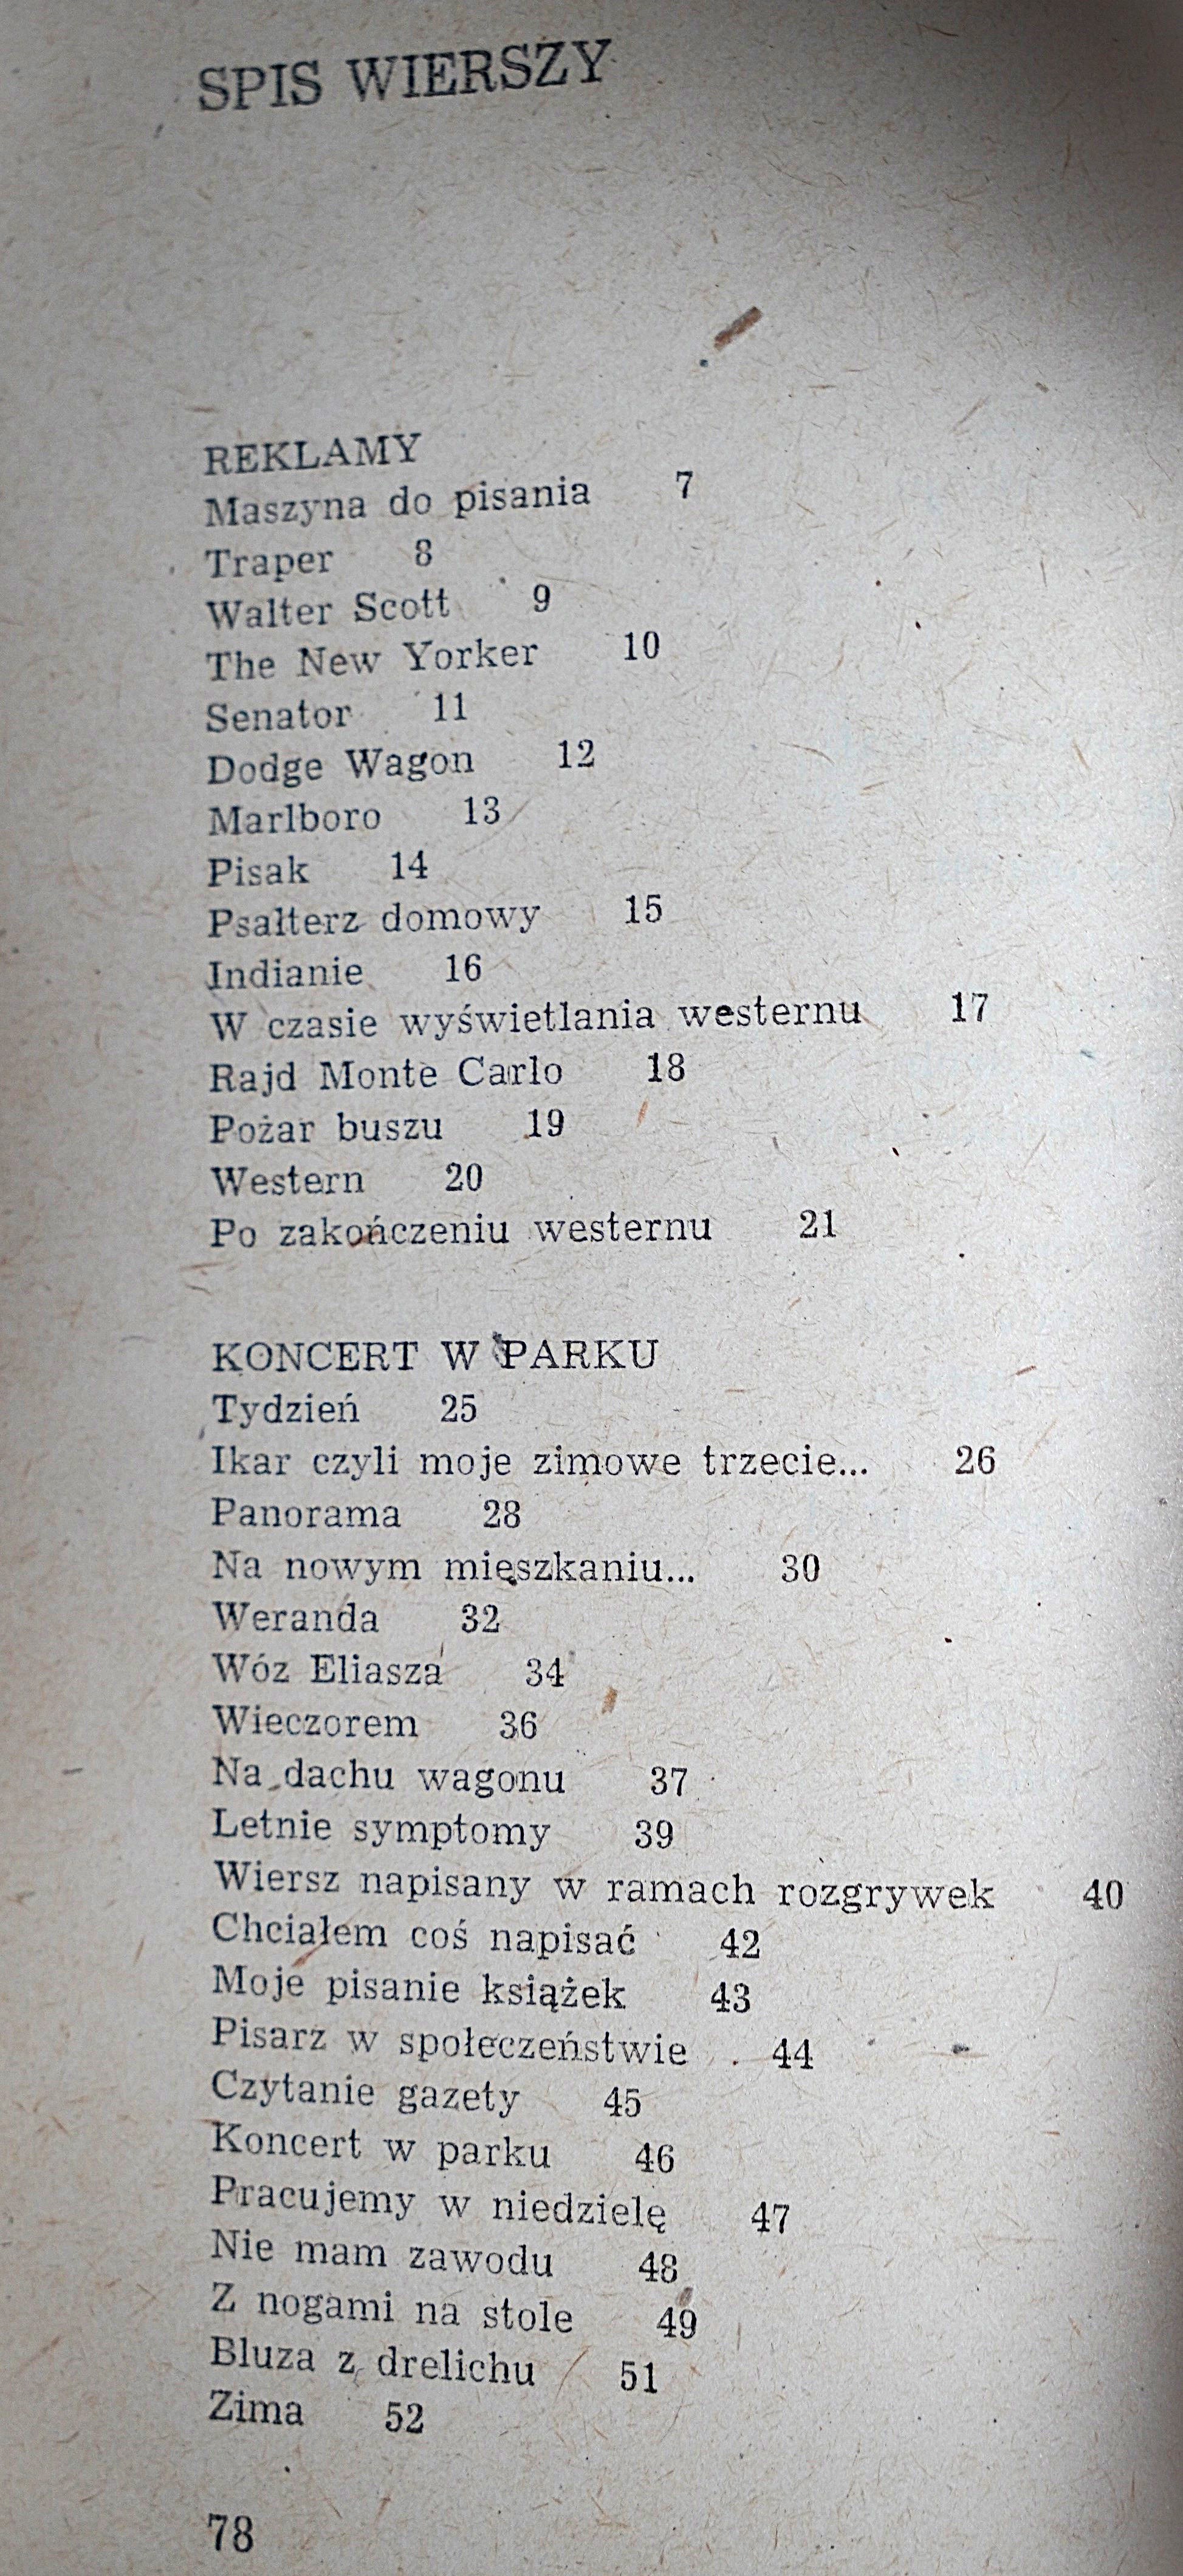 SPIS WIERSZY
REKLAMY
Maszyna do pisania 7
Traper 8
Walter Scott 9
The New Yorker 10
Senator 11
Dodge Wagon 12
Marlboro 13
Pisak 14
Psałterz domowy 15
Indianie 16
W czasie wyświetlania westernu 17
Rajd Monte Carlo 18
Pożar buszu 19
Western 20
Po zakończeniu westernu 21
KONCERT W PARKU
Tydzień 25
Ikar czyli moje zimowe trzecie... 26
Panorama 28
Na nowym mieszkaniu... 30
Weranda 32
Wóz Eliasza 34
Wieczorem 36
Na dachu wagonu 37
Letnie symptomy 39
Wiersz napisany w ramach rozgrywek 40
Chciałem coś napisać 42
Moje pisanie książek 43
Pisarz w społeczeństwie 44
Czytanie gazety 45
Koncert w parku 46
Pracujemy w niedzielę 47
Nie mam zawodu 48
Z nogami na stole 49
Bluza z drelichu 51
Zima 52
78